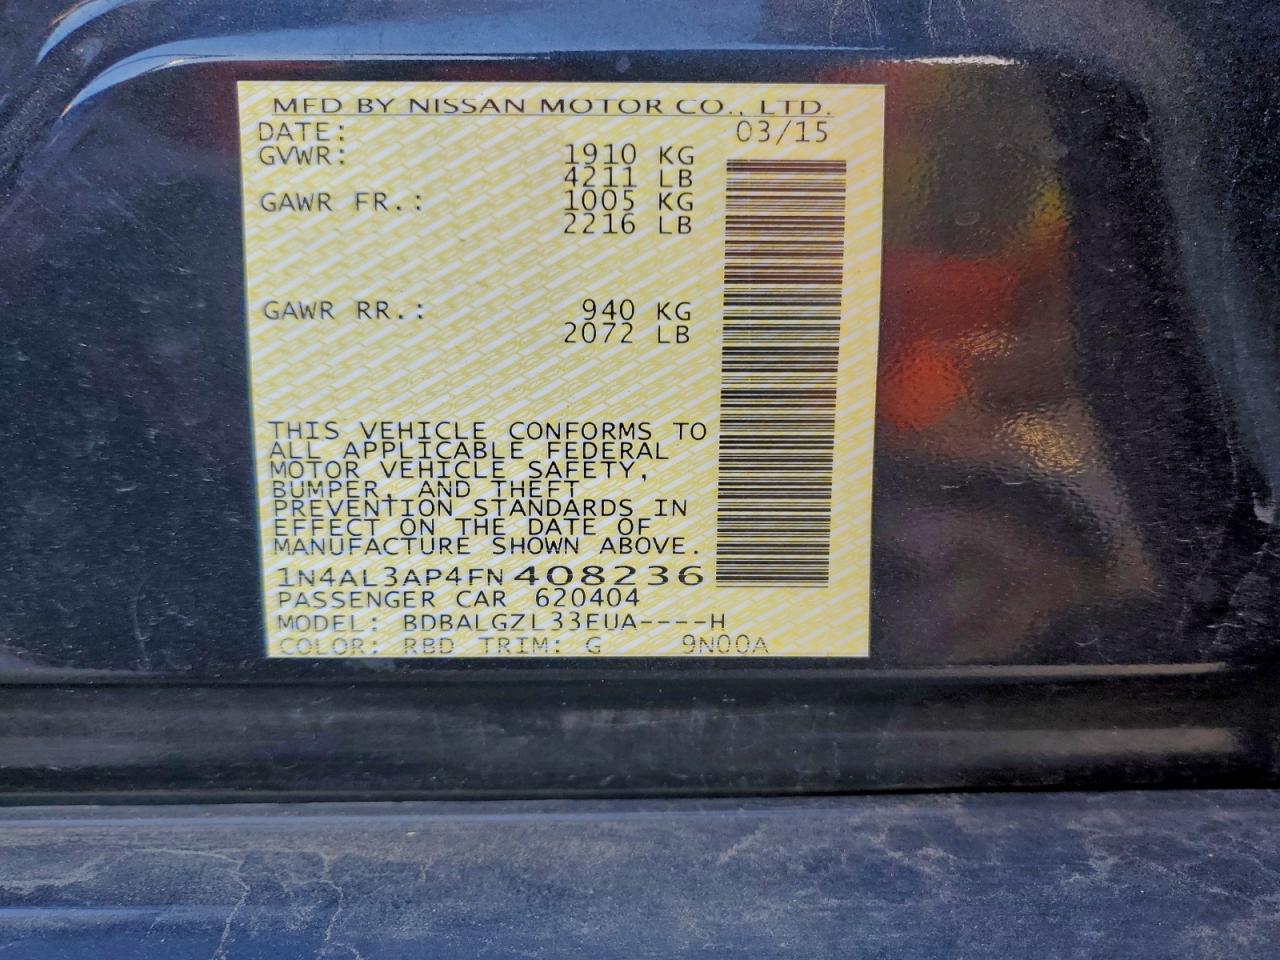 MFD BY NISSAN MOTOR CO., LTD.
DATE: 03/15
GVWR: 1910 KG
4211 LB
GAWR FR.: 1005 KG
2216 LB
GAWR RR.: 940 KG
2072 LB
THIS VEHICLE CONFORMS TO
ALL APPLICABLE FEDERAL
MOTOR VEHICLE SAFETY,
BUMPER, AND THEFT
PREVENTION STANDARDS IN
EFFECT ON THE DATE OF
MANUFACTURE SHOWN ABOVE.
1N4AL3AP4FN408236
PASSENGER CAR 620404
MODEL: BDBALGZL33EUA----H
COLOR: RBD TRIM: G 9N00A